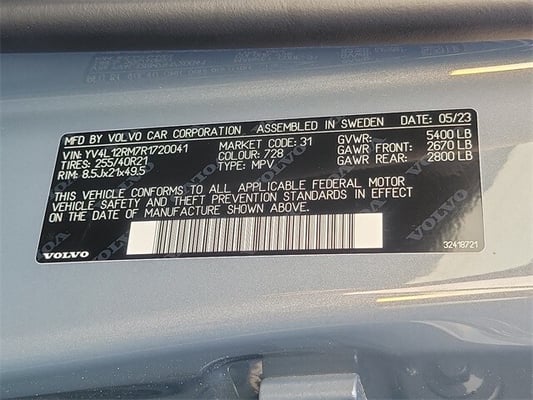 MFD BY VOLVO CAR CORPORATION ASSEMBLED IN SWEDEN DATE: 05/23
VIN: YV4L12RM7R1720041 MARKET CODE: 31 GVWR: 5400 LB
TIRES: 255/40R21 COLOUR: 728 GAWR FRONT: 2670 LB
RIM: 8.5Jx21x49.5 TYPE: MPV GAWR REAR: 2800 LB
THIS VEHICLE CONFORMS TO ALL APPLICABLE FEDERAL MOTOR
VEHICLE SAFETY AND THEFT PREVENTION STANDARDS IN EFFECT
ON THE DATE OF MANUFACTURE SHOWN ABOVE.
VOLVO
VOLVO
32418721